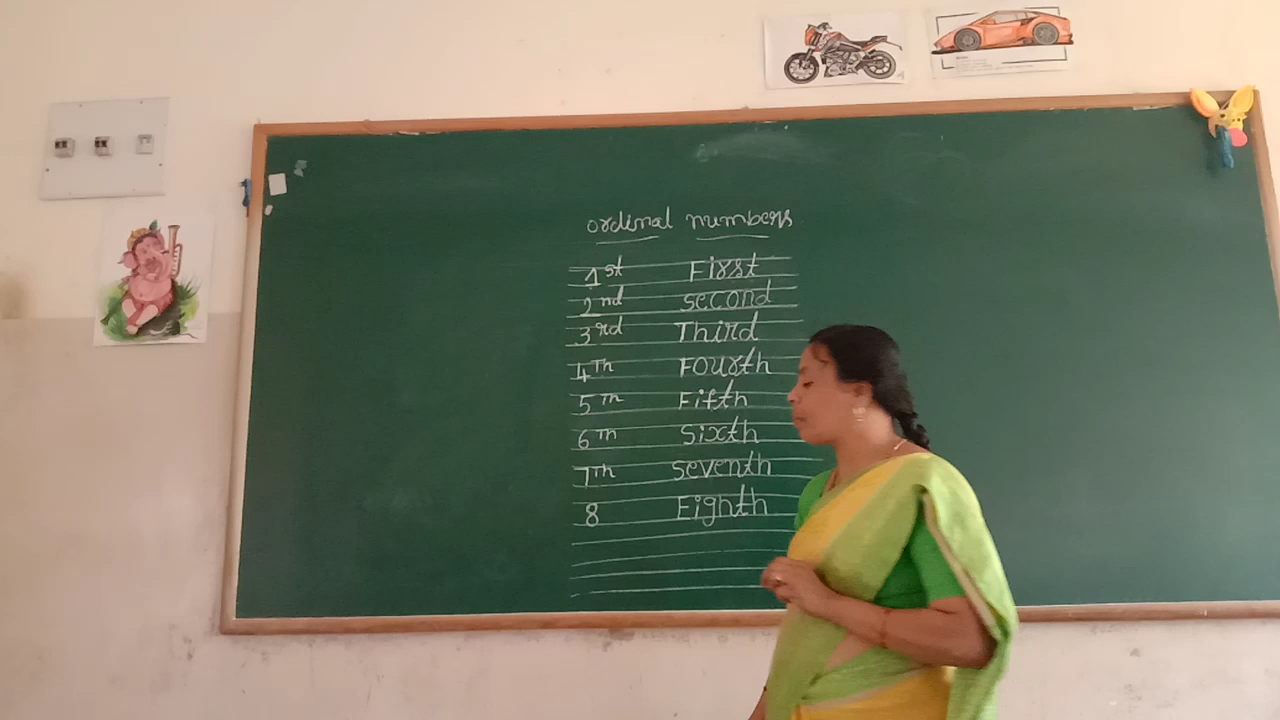 ordinal numbers
1st First
2nd second
3rd Third
4Th Fourth
5Th Fifth
6Th Sixth
7Th seventh
8 Eighth